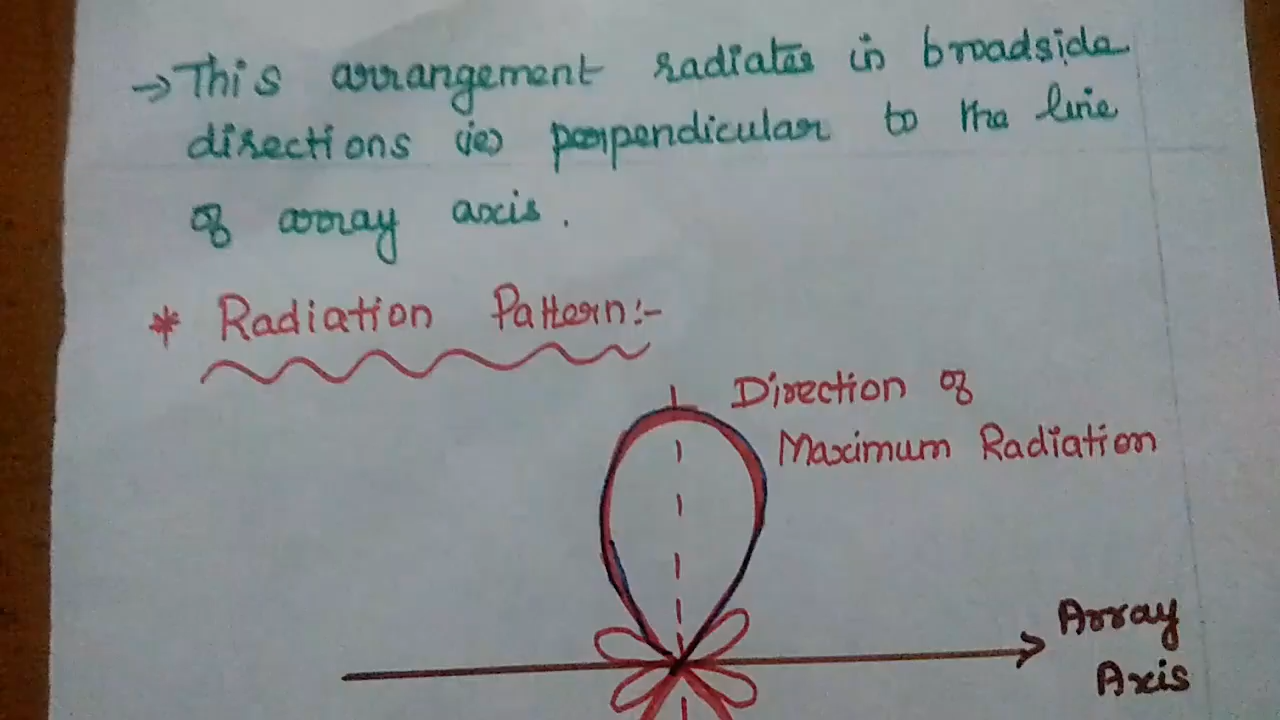 → This arrangement radiates in broadside
directions (ie) perpendicular to the line
of array axis.
* Radiation Pattern:-
Direction of
Maximum Radiation
Array
Axis